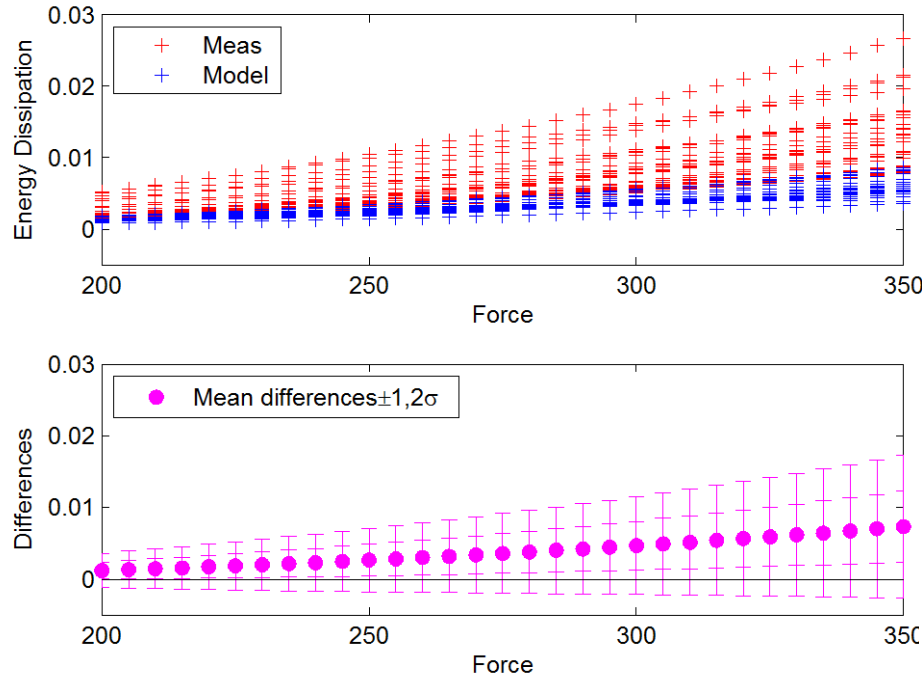 0.03
0.02
0.01
0
Energy Dissipation
Meas
Model
200
250
300
350
Force
0.03
0.02
0.01
0
Differences
Mean differences±1,2σ
200
250
300
350
Force